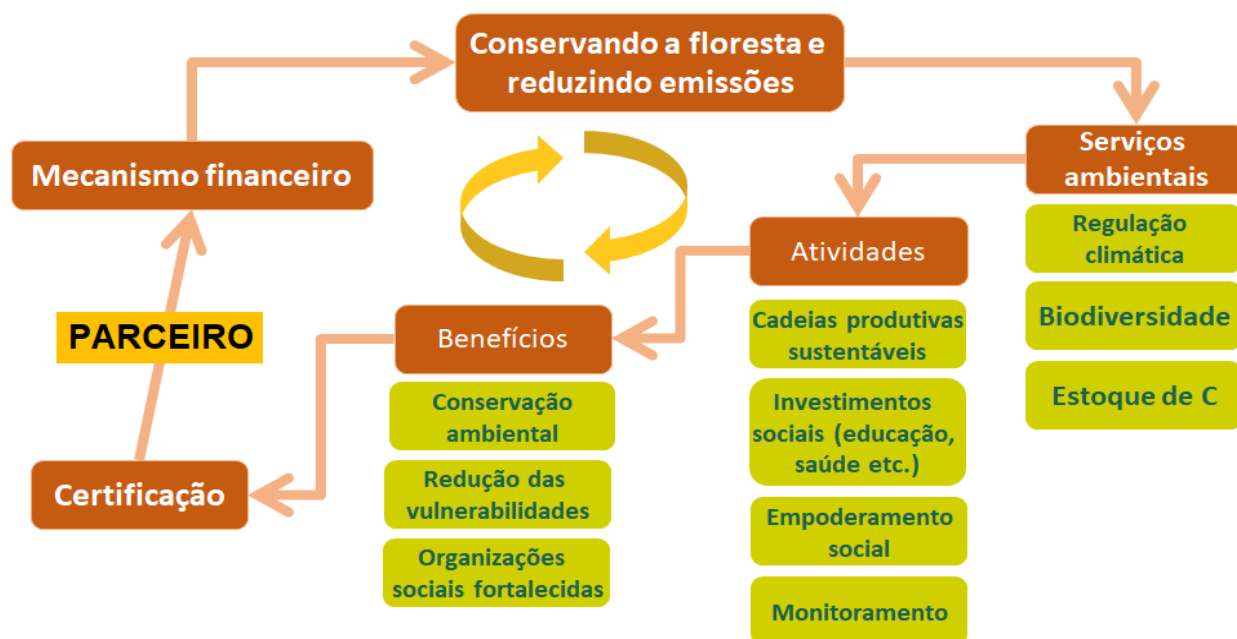 Conservando a floresta e
reduzindo emissões
Mecanismo financeiro
Serviços
ambientais
Regulação
climática
Biodiversidade
Estoque de C
Atividades
Cadeias produtivas
sustentáveis
Investimentos
sociais (educação,
saúde etc.)
Empoderamento
social
Monitoramento
Benefícios
Conservação
ambiental
Redução das
vulnerabilidades
Organizações
sociais fortalecidas
Certificação
PARCEIRO